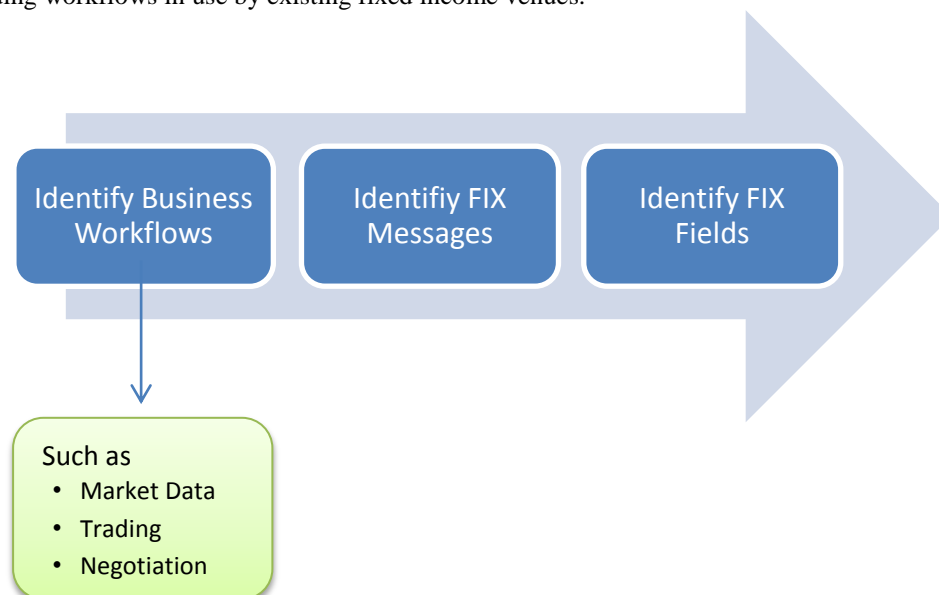 workflows in use by existing fixed income venues.
Identify Business
Workflows
Identifiy FIX
Messages
Identify FIX
Fields
Such as
• Market Data
• Trading
• Negotiation